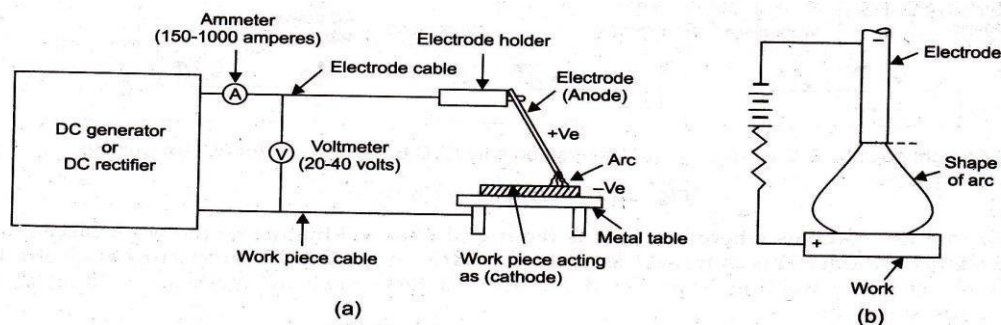 Ammeter
(150-1000 amperes)
Electrode holder
Electrode cable
A
Electrode
(Anode)
+Ve
DC generator
or
DC rectifier
V
Voltmeter
(20-40 volts)
Arc
–Ve
Metal table
Work piece cable
Work piece acting
as (cathode)
(a)
–
Electrode
Shape
of arc
+
Work
(b)